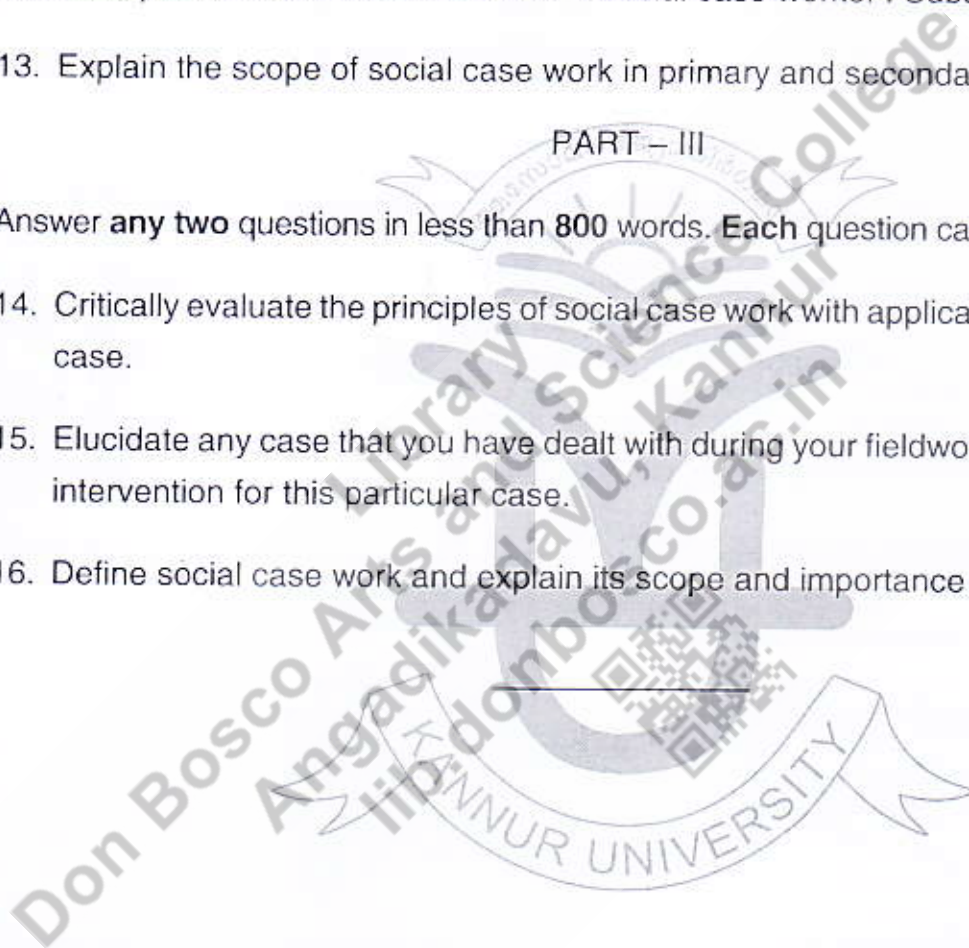 case
13. Explain the scope of social case work in primary and seconda
PART – III
Answer any two questions in less than 800 words. Each question ca
14. Critically evaluate the principles of social case work with applica
case.
15. Elucidate any case that you have dealt with during your fieldwo
intervention for this particular case.
16. Define social case work and explain its scope and importance
KANNUR UNIVERSITY
Library
Don Bosco Arts and Science College
Angadikadavu, Kannur
lib.donbosco.ac.in